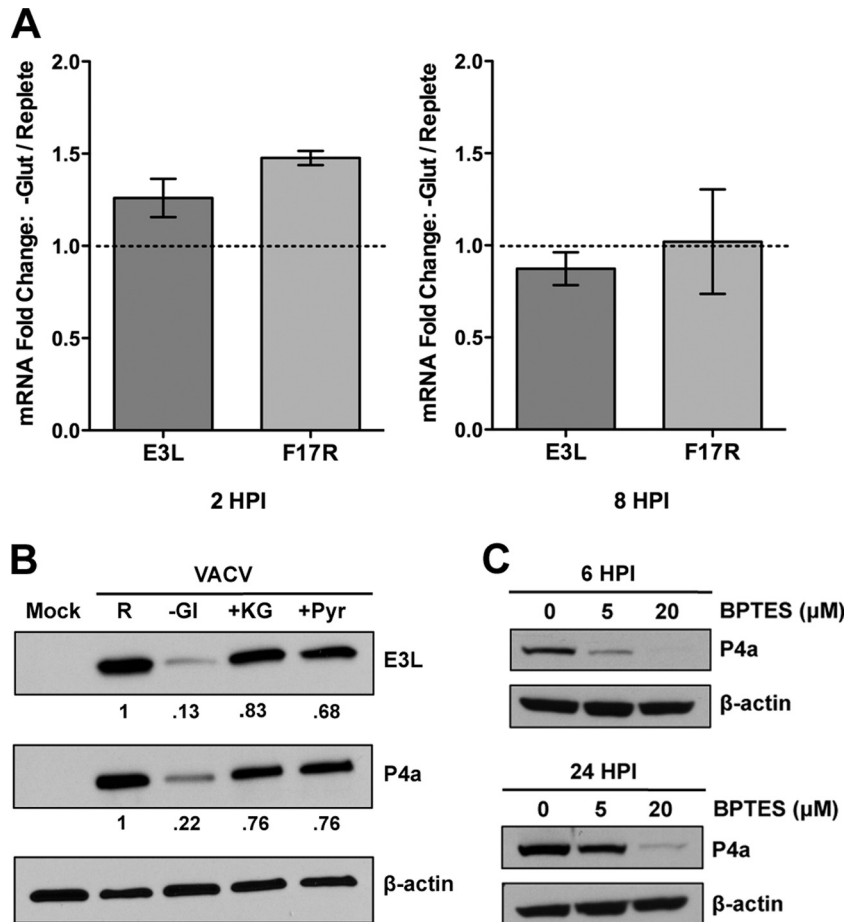 A
mRNA Fold Change: -Glut / Replete
2.0
1.5
1.0
0.5
0.0
E3L F17R
2 HPI
mRNA Fold Change: -Glut / Replete
2.0
1.5
1.0
0.5
0.0
E3L F17R
8 HPI
B
VACV
Mock R -Gl +KG +Pyr
E3L
1 .13 .83 .68
P4a
1 .22 .76 .76
β-actin
C
6 HPI
0 5 20 BPTES (µM)
P4a
β-actin
24 HPI
0 5 20 BPTES (µM)
P4a
β-actin